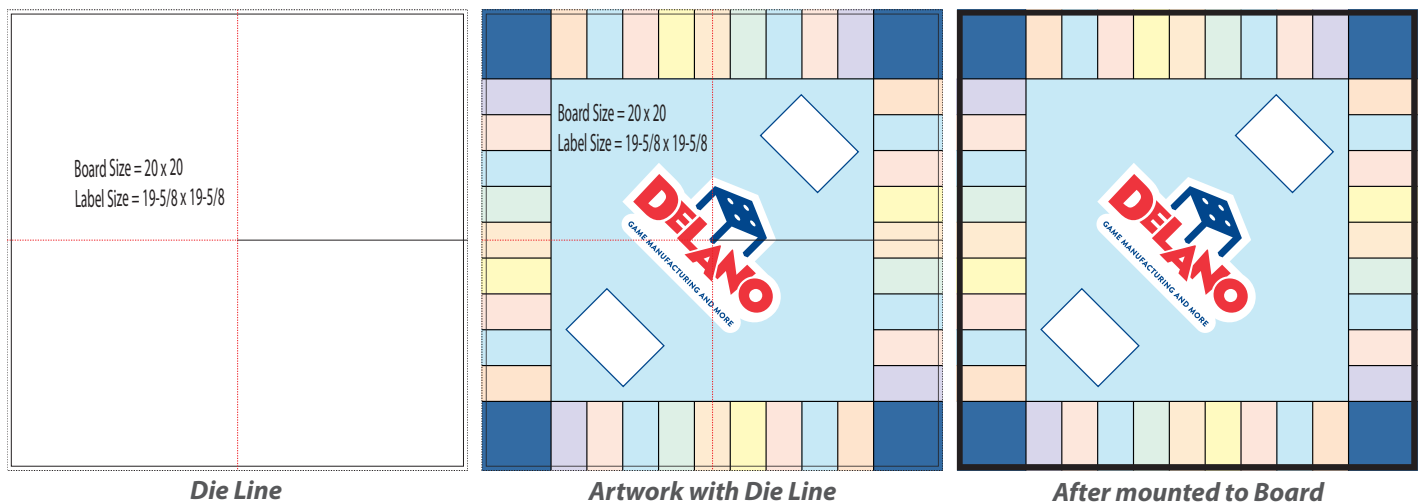 Board Size = 20 x 20
Label Size = 19-5/8 x 19-5/8
Die Line
Board Size = 20 x 20
Label Size = 19-5/8 x 19-5/8
DELANO
GAME MANUFACTURING AND MORE
Artwork with Die Line
DELANO
GAME MANUFACTURING AND MORE
After mounted to Board